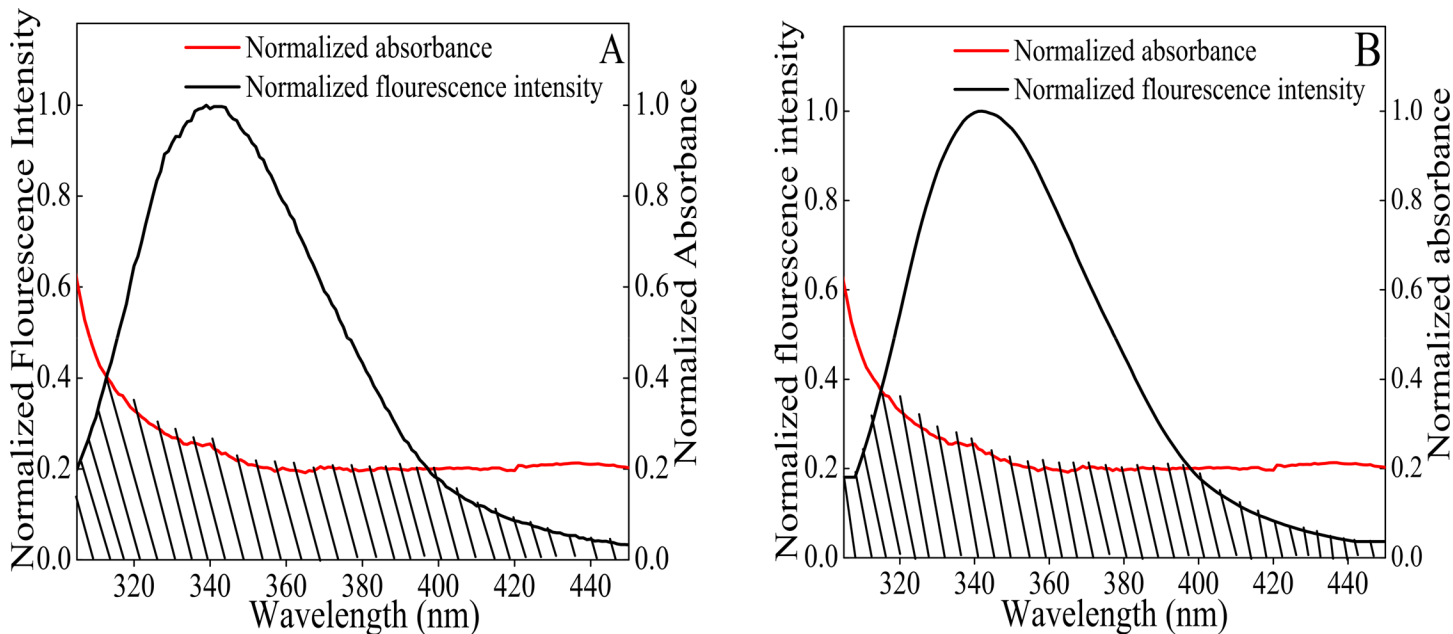 Normalized absorbance
A
Normalized flourescence intensity
Normalized Flourescence Intensity
1.0
0.8
0.6
0.4
0.2
0.0
1.0
0.8
0.6
0.4
0.2
0.0
Normalized Absorbance
320 340 360 380 400 420 440
Wavelength (nm)
Normalized absorbance
B
Normalized flourescence intensity
Normalized flourescence intensity
1.0
0.8
0.6
0.4
0.2
0.0
1.0
0.8
0.6
0.4
0.2
0.0
Normalized absorbance
320 340 360 380 400 420 440
Wavelength (nm)